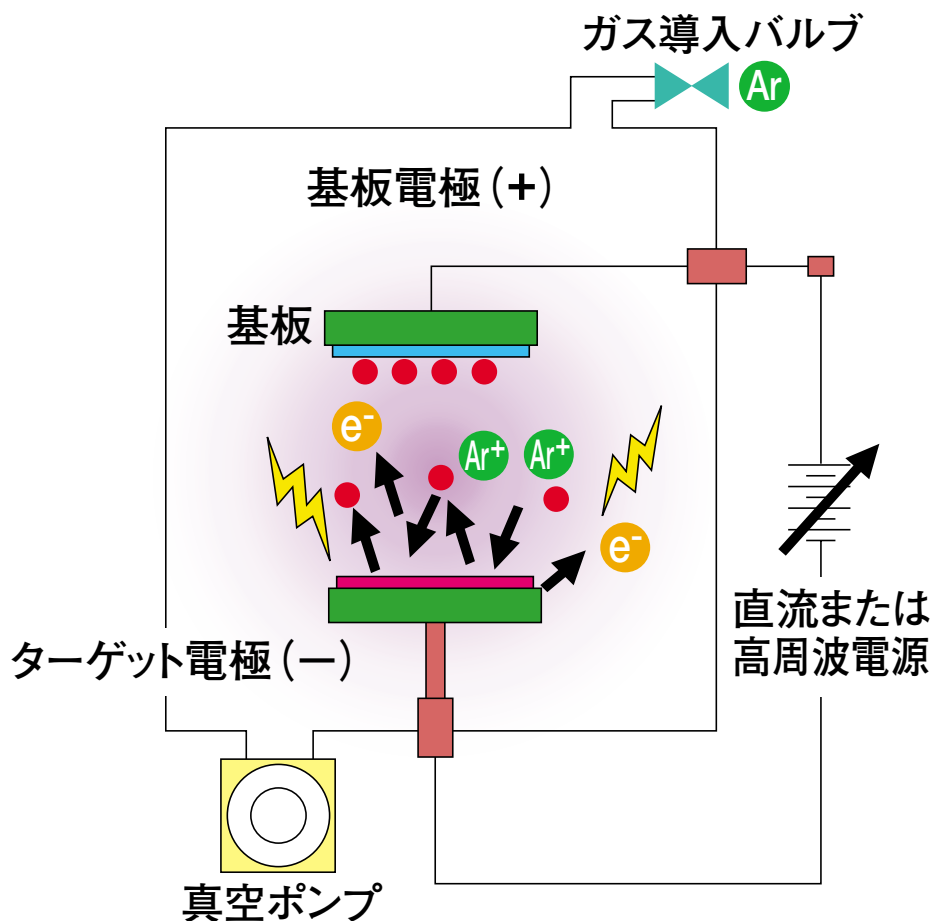 ガス導入バルブ
Ar
基板電極(+)
基板
e-
Ar+
Ar+
e-
直流または
高周波電源
ターゲット電極(ー)
真空ポンプ